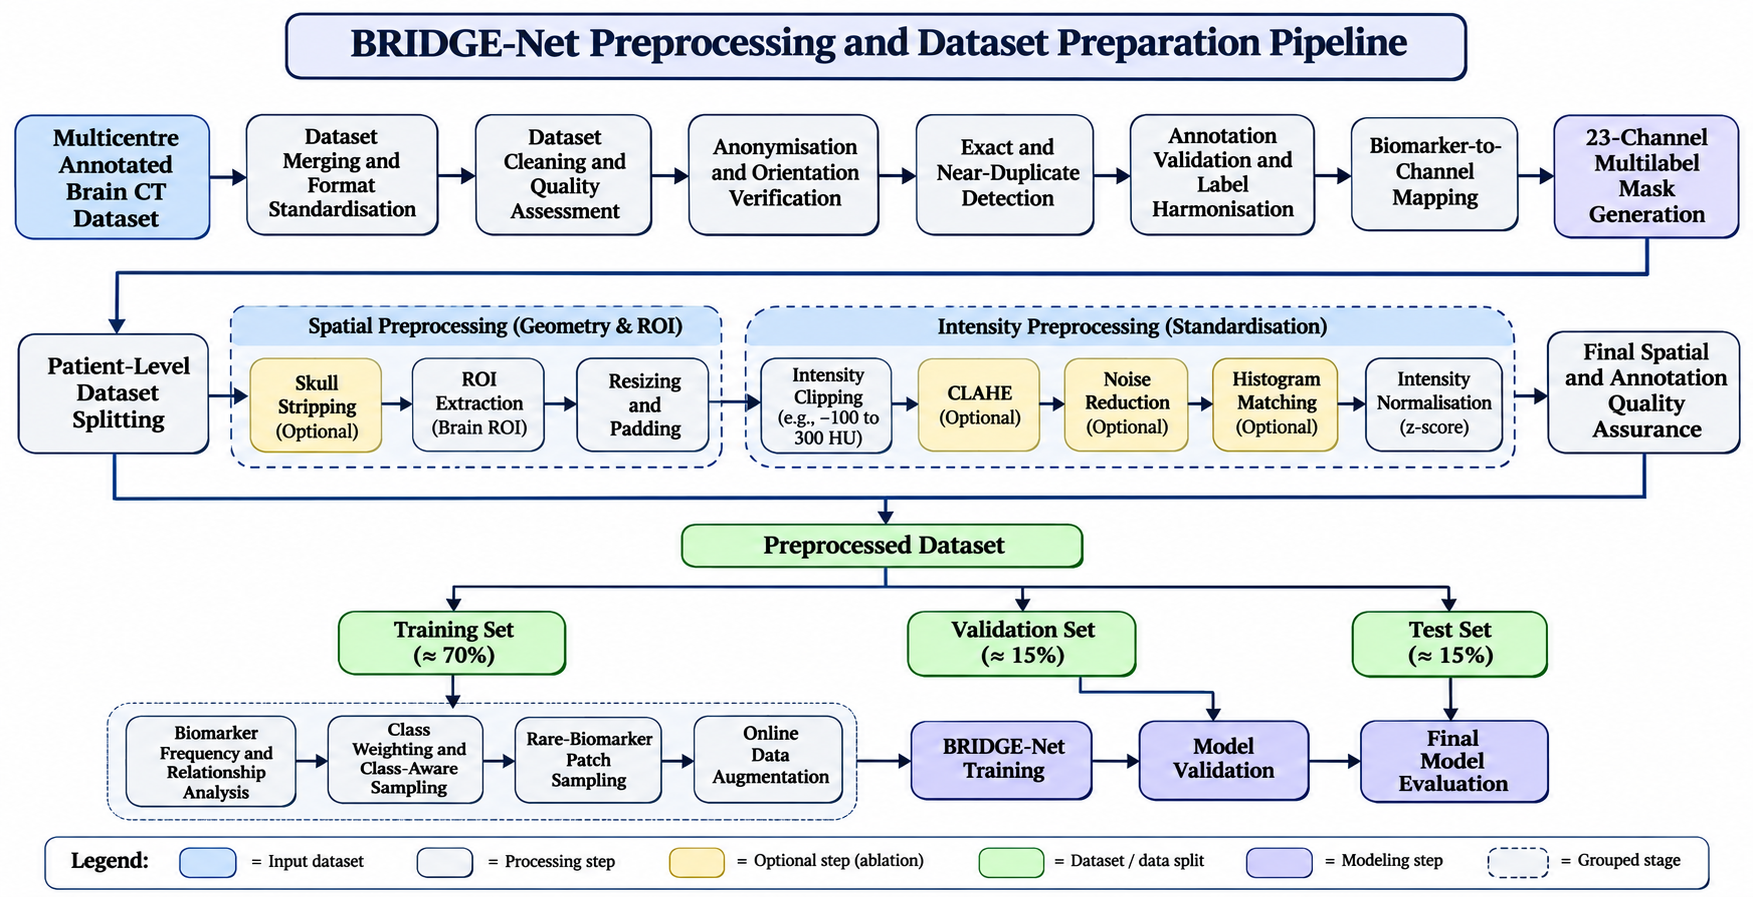 BRIDGE-Net Preprocessing and Dataset Preparation Pipeline
Multicentre
Annotated
Brain CT
Dataset
Dataset
Merging and
Format
Standardisation
Dataset
Cleaning and
Quality
Assessment
Anonymisation
and Orientation
Verification
Exact and
Near-Duplicate
Detection
Annotation
Validation and
Label
Harmonisation
Biomarker-to-
Channel
Mapping
23-Channel
Multilabel
Mask
Generation
Patient-Level
Dataset
Splitting
Spatial Preprocessing (Geometry & ROI)
Skull
Stripping
(Optional)
ROI
Extraction
(Brain ROI)
Resizing
and
Padding
Intensity Preprocessing (Standardisation)
Intensity
Clipping
(e.g., −100 to
300 HU)
CLAHE
(Optional)
Noise
Reduction
(Optional)
Histogram
Matching
(Optional)
Intensity
Normalisation
(z-score)
Final Spatial
and Annotation
Quality
Assurance
Preprocessed Dataset
Training Set
(≈ 70%)
Validation Set
(≈ 15%)
Test Set
(≈ 15%)
Biomarker
Frequency and
Relationship
Analysis
Class
Weighting and
Class-Aware
Sampling
Rare-Biomarker
Patch
Sampling
Online
Data
Augmentation
BRIDGE-Net
Training
Model
Validation
Final
Model
Evaluation
Legend:
= Input dataset
= Processing step
= Optional step (ablation)
= Dataset / data split
= Modeling step
= Grouped stage